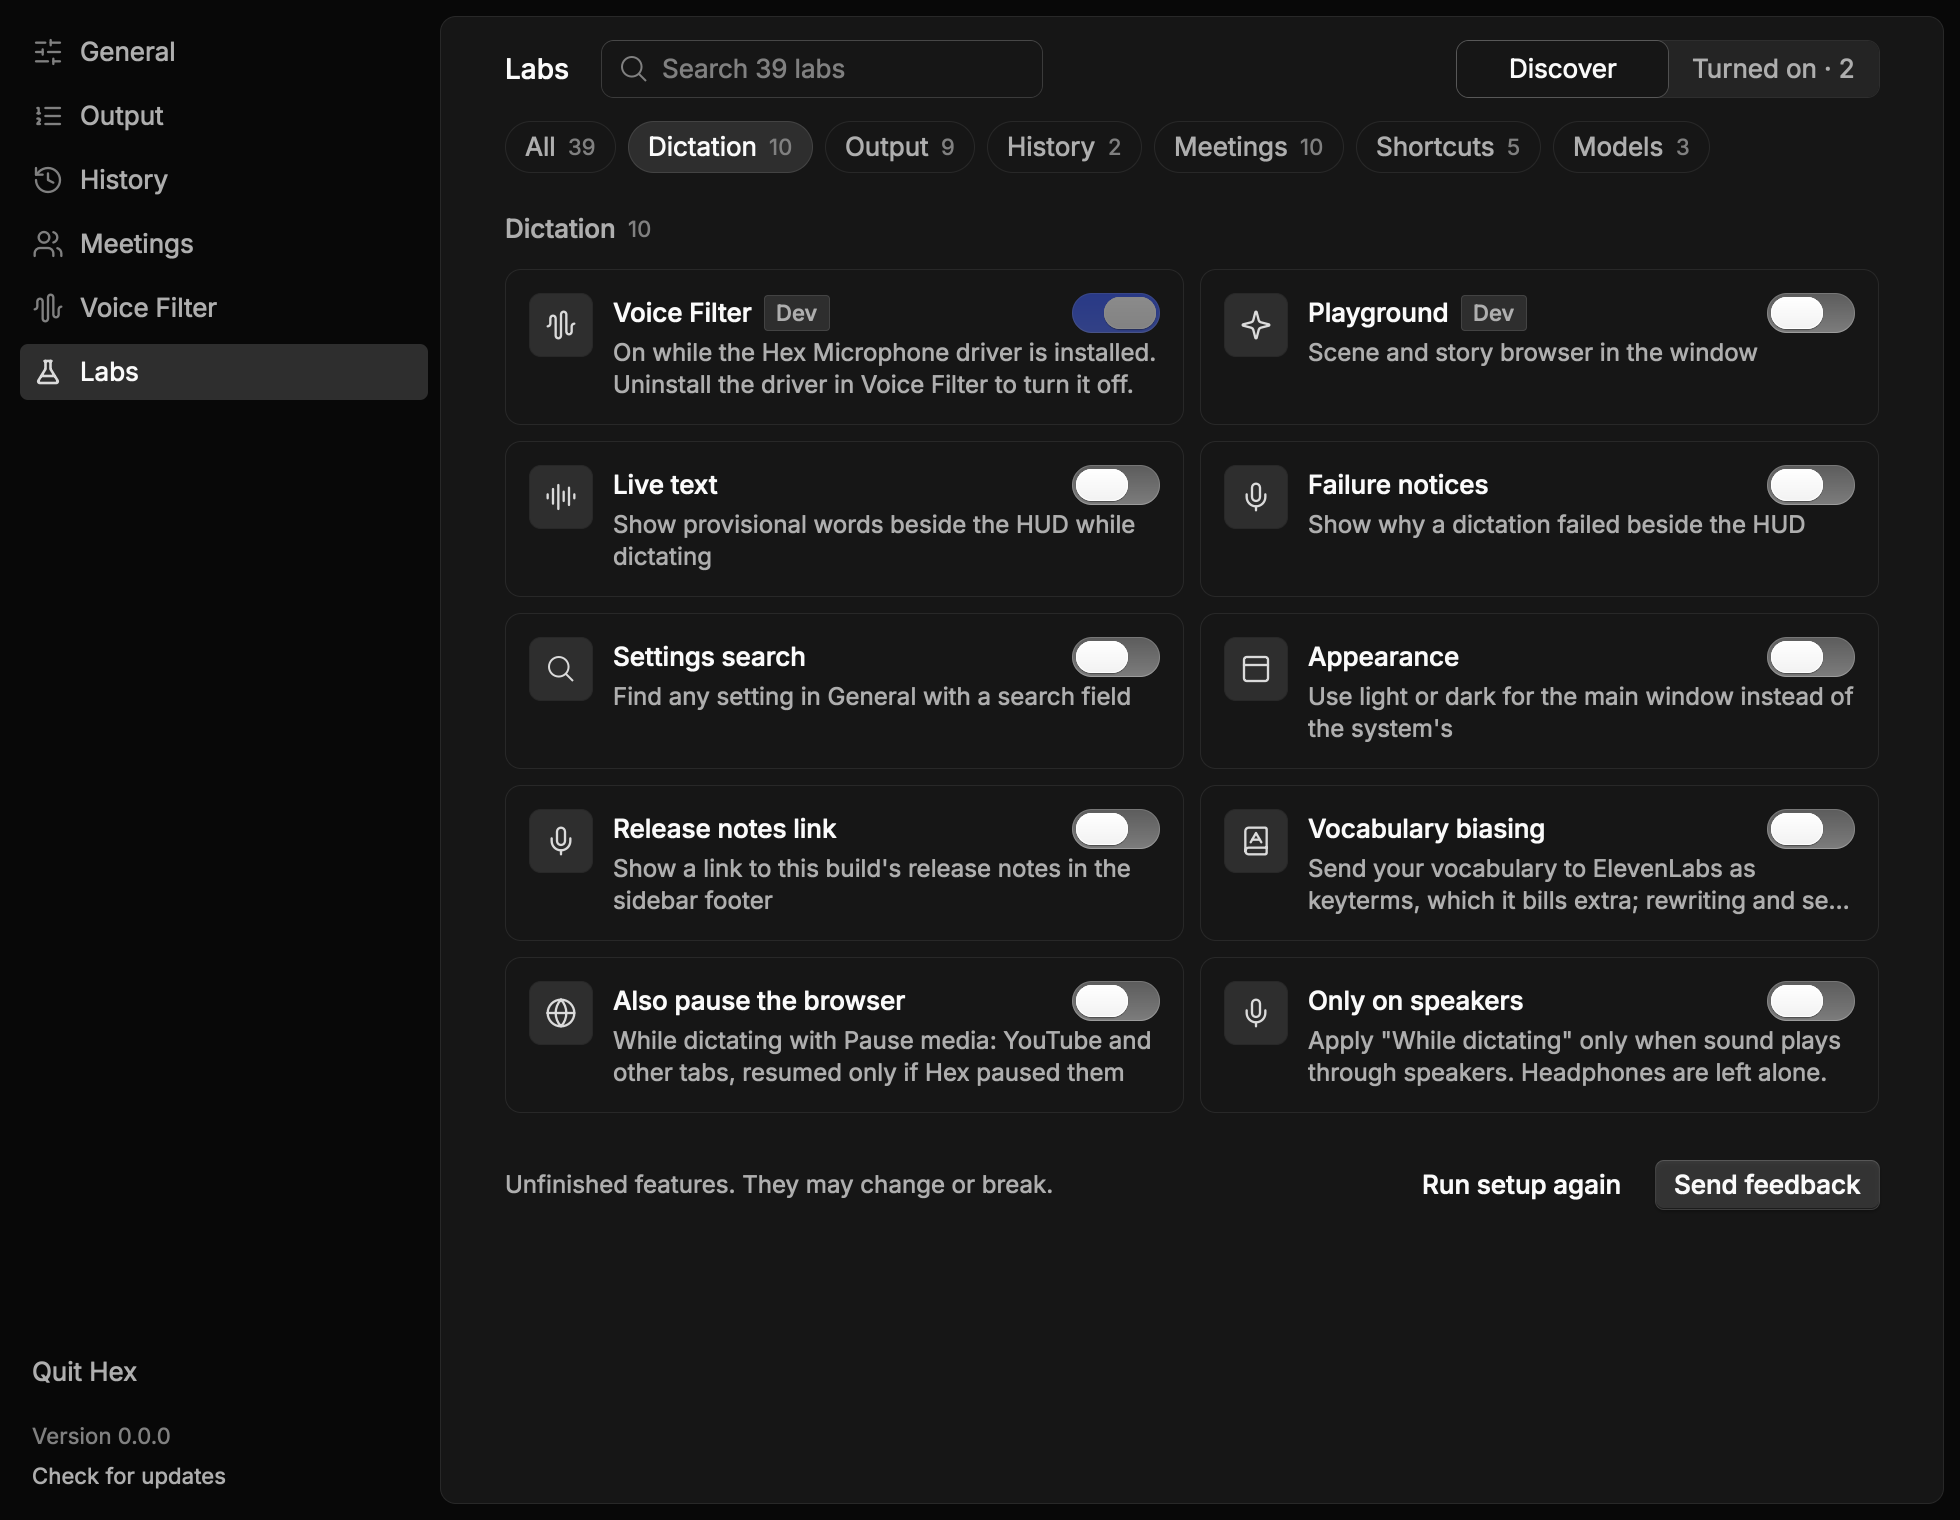 General
Output
History
Meetings
Voice Filter
Labs
Quit Hex
Version 0.0.0
Check for updates
Labs
Search 39 labs
Discover
Turned on · 2
All 39
Dictation 10
Output 9
History 2
Meetings 10
Shortcuts 5
Models 3
Dictation 10
Voice Filter Dev
On while the Hex Microphone driver is installed.
Uninstall the driver in Voice Filter to turn it off.
Playground Dev
Scene and story browser in the window
Live text
Show provisional words beside the HUD while
dictating
Failure notices
Show why a dictation failed beside the HUD
Settings search
Find any setting in General with a search field
Appearance
Use light or dark for the main window instead of
the system's
Release notes link
Show a link to this build's release notes in the
sidebar footer
Vocabulary biasing
Send your vocabulary to ElevenLabs as
keyterms, which it bills extra; rewriting and se...
Also pause the browser
While dictating with Pause media: YouTube and
other tabs, resumed only if Hex paused them
Only on speakers
Apply "While dictating" only when sound plays
through speakers. Headphones are left alone.
Unfinished features. They may change or break.
Run setup again
Send feedback